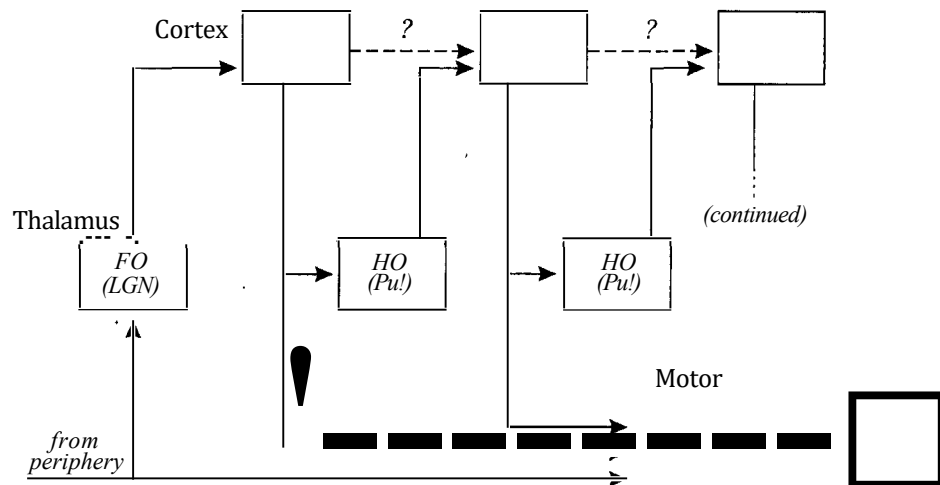 Cortex
?
?
Thalamus
FO
(LGN)
HO
(Pu!)
HO
(Pu!)
(continued)
Motor
from
periphery